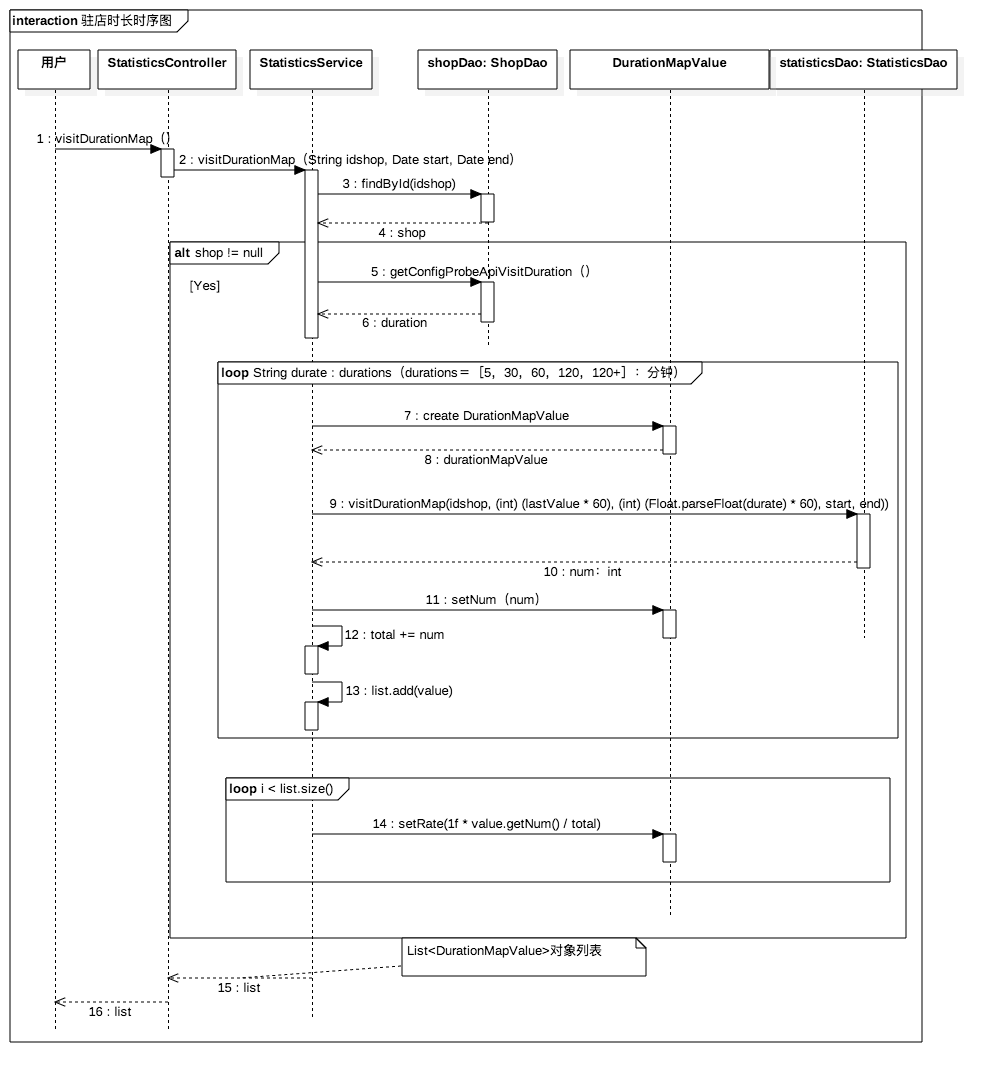 interaction 驻店时长时序图
用户
StatisticsController
StatisticsService
shopDao: ShopDao
DurationMapValue
statisticsDao: StatisticsDao
1 : visitDurationMap（）
2 : visitDurationMap（String idshop, Date start, Date end）
3 : findById(idshop)
4 : shop
alt shop != null
[Yes]
5 : getConfigProbeApiVisitDuration（）
6 : duration
loop String durate : durations（durations＝［5，30，60，120，120+］：分钟）
7 : create DurationMapValue
8 : durationMapValue
9 : visitDurationMap(idshop, (int) (lastValue * 60), (int) (Float.parseFloat(durate) * 60), start, end))
10 : num：int
11 : setNum（num）
12 : total += num
13 : list.add(value)
loop i < list.size()
14 : setRate(1f * value.getNum() / total)
List<DurationMapValue>对象列表
15 : list
16 : list